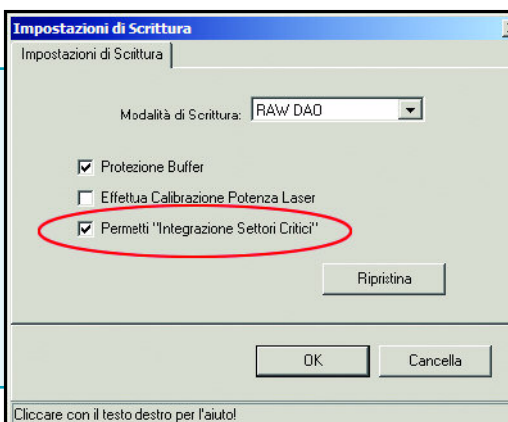 Impostazioni di Scrittura
Impostazioni di Scittura
Modalità di Scrittura: RAW DAO
Protezione Buffer
Effettua Calibrazione Potenza Laser
Permetti "Integrazione Settori Critici"
Ripristina
OK Cancella
Cliccare con il testo destro per l'aiuto!